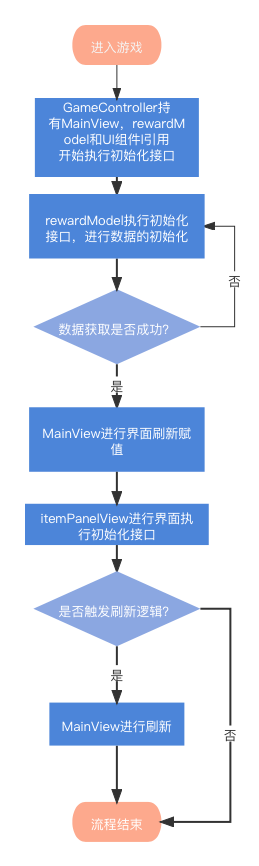 进入游戏
GameController持
有MainView，rewardM
odel和UI组件l引用
开始执行初始化接口
rewardModel执行初始化
接口，进行数据的初始化
数据获取是否成功？
否
是
MainView进行界面刷新赋
值
itemPanelView进行界面执
行初始化接口
是否触发刷新逻辑？
是
否
MainView进行刷新
流程结束